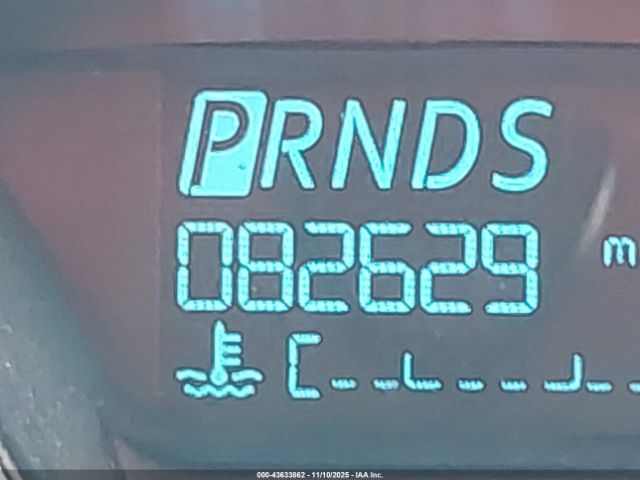 PRNDS
082629 m
C
000-43633862 - 11/10/2025 - IAA Inc.